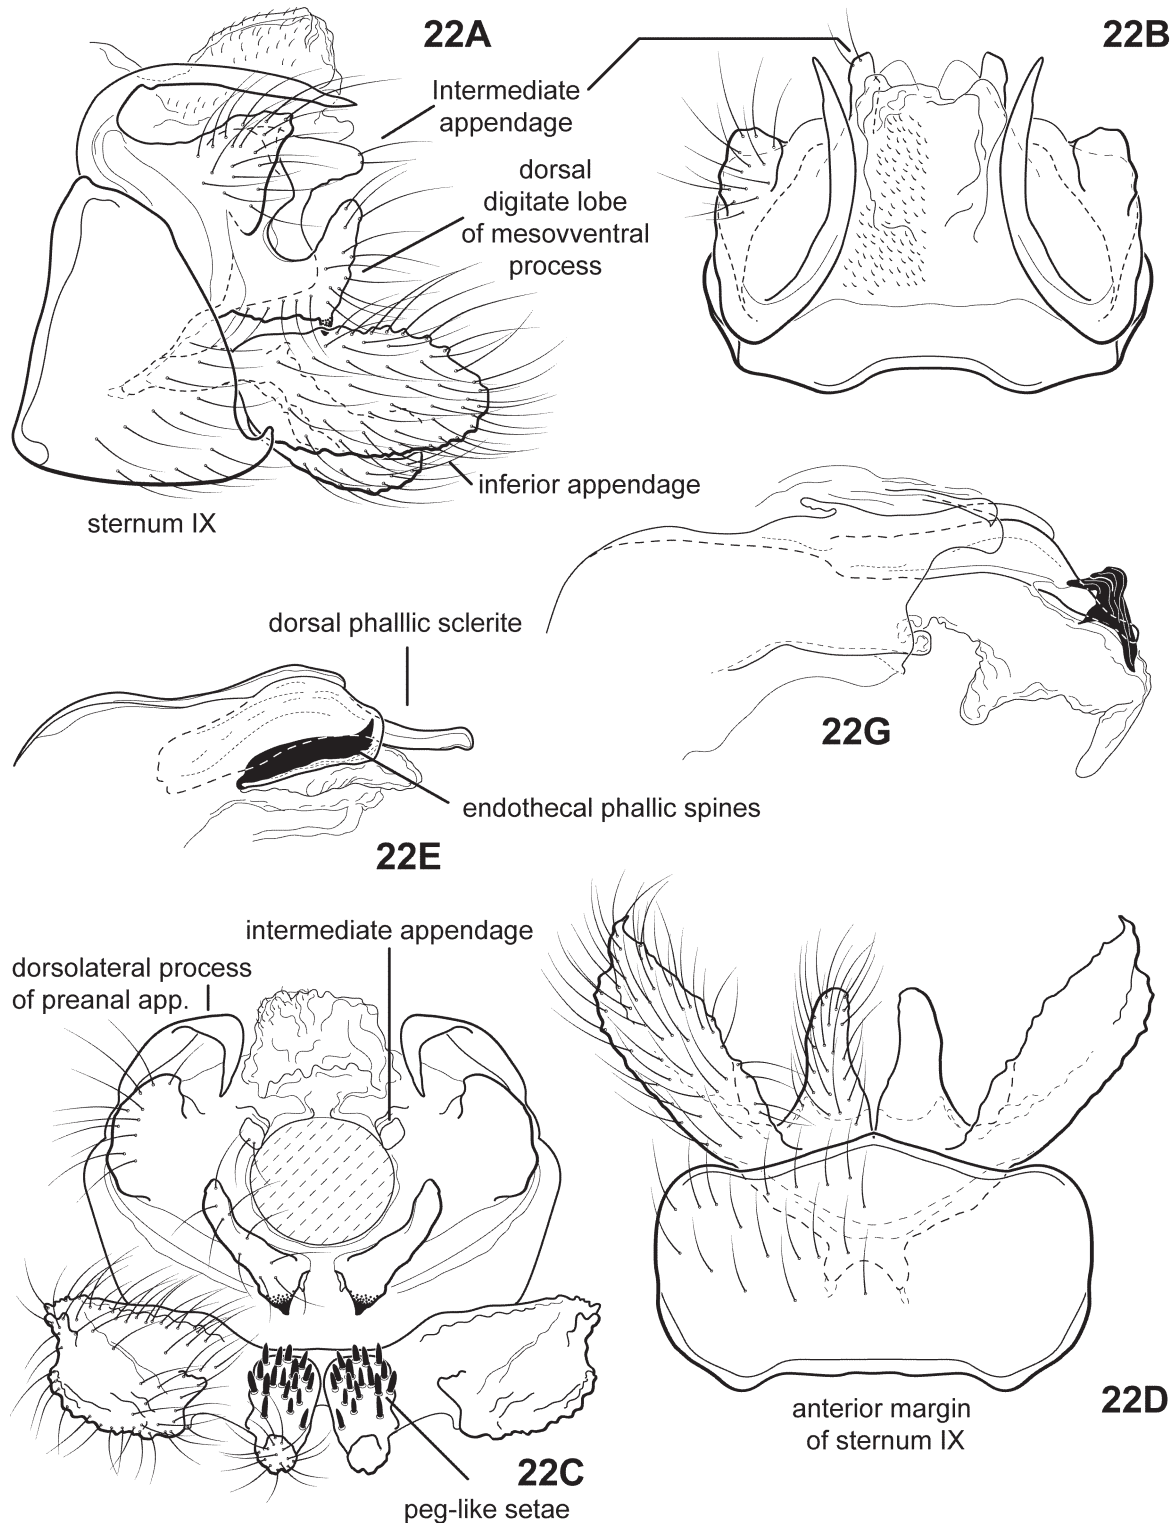 22A
22B
Intermediate
appendage
dorsal
digitate lobe
of mesovventral
process
inferior appendage
sternum IX
dorsal phalllic sclerite
22G
endothecal phallic spines
22E
intermediate appendage
dorsolateral process
of preanal app.
22D
anterior margin
of sternum IX
22C
peg-like setae